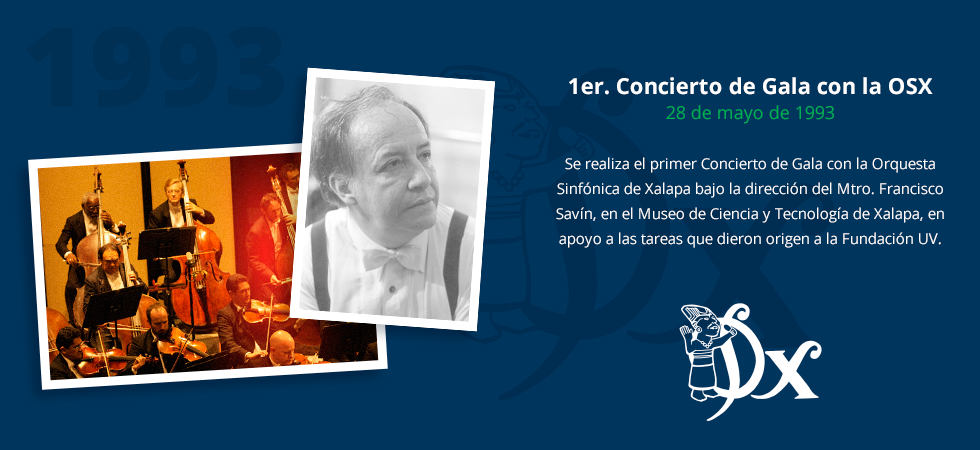 1993
1er. Concierto de Gala con la OSX
28 de mayo de 1993
Se realiza el primer Concierto de Gala con la Orquesta
Sinfónica de Xalapa bajo la dirección del Mtro. Francisco
Savín, en el Museo de Ciencia y Tecnología de Xalapa, en
apoyo a las tareas que dieron origen a la Fundación UV.